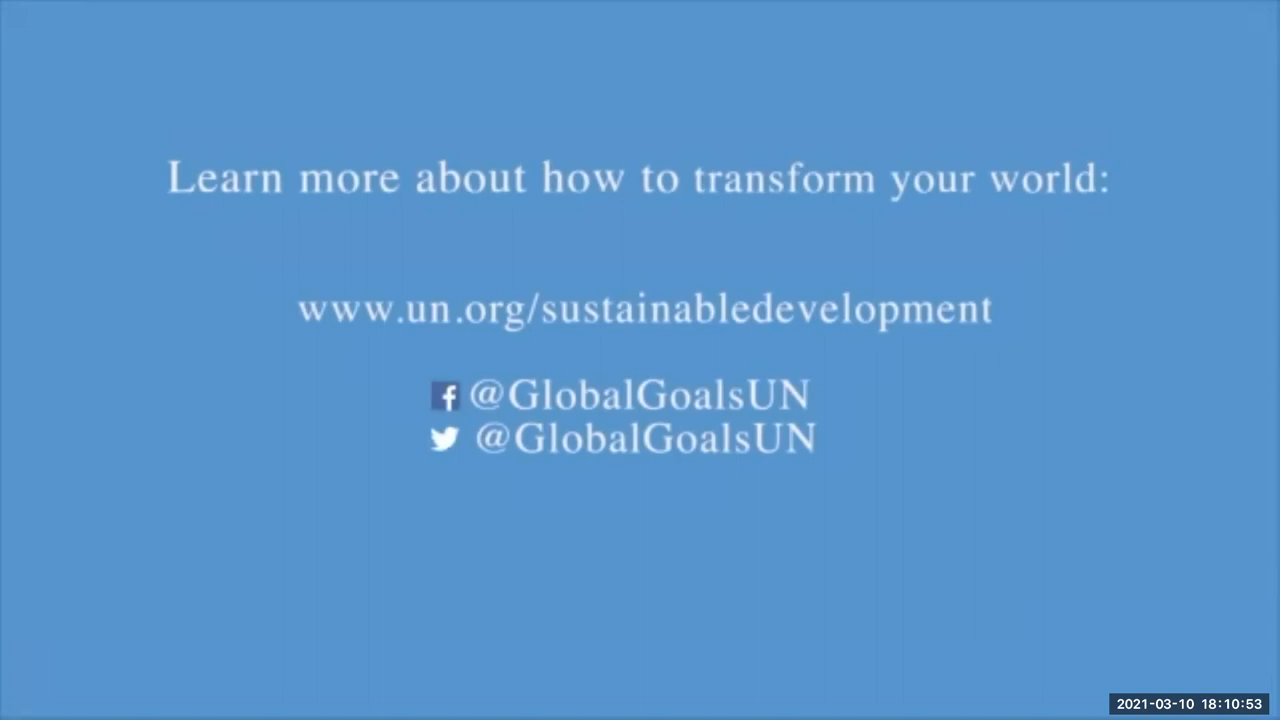 Learn more about how to transform your world:
www.un.org/sustainabledevelopment
@GlobalGoalsUN
@GlobalGoalsUN
2021-03-10 18:10:53